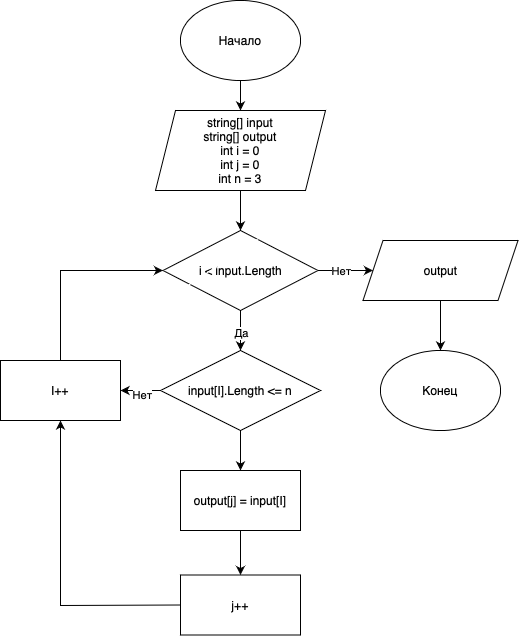 Начало
string[] input
string[] output
int i = 0
int j = 0
int n = 3
i < input.Length
Нет
output
Да
Конец
I++
Нет
input[I].Length <= n
output[j] = input[I]
j++